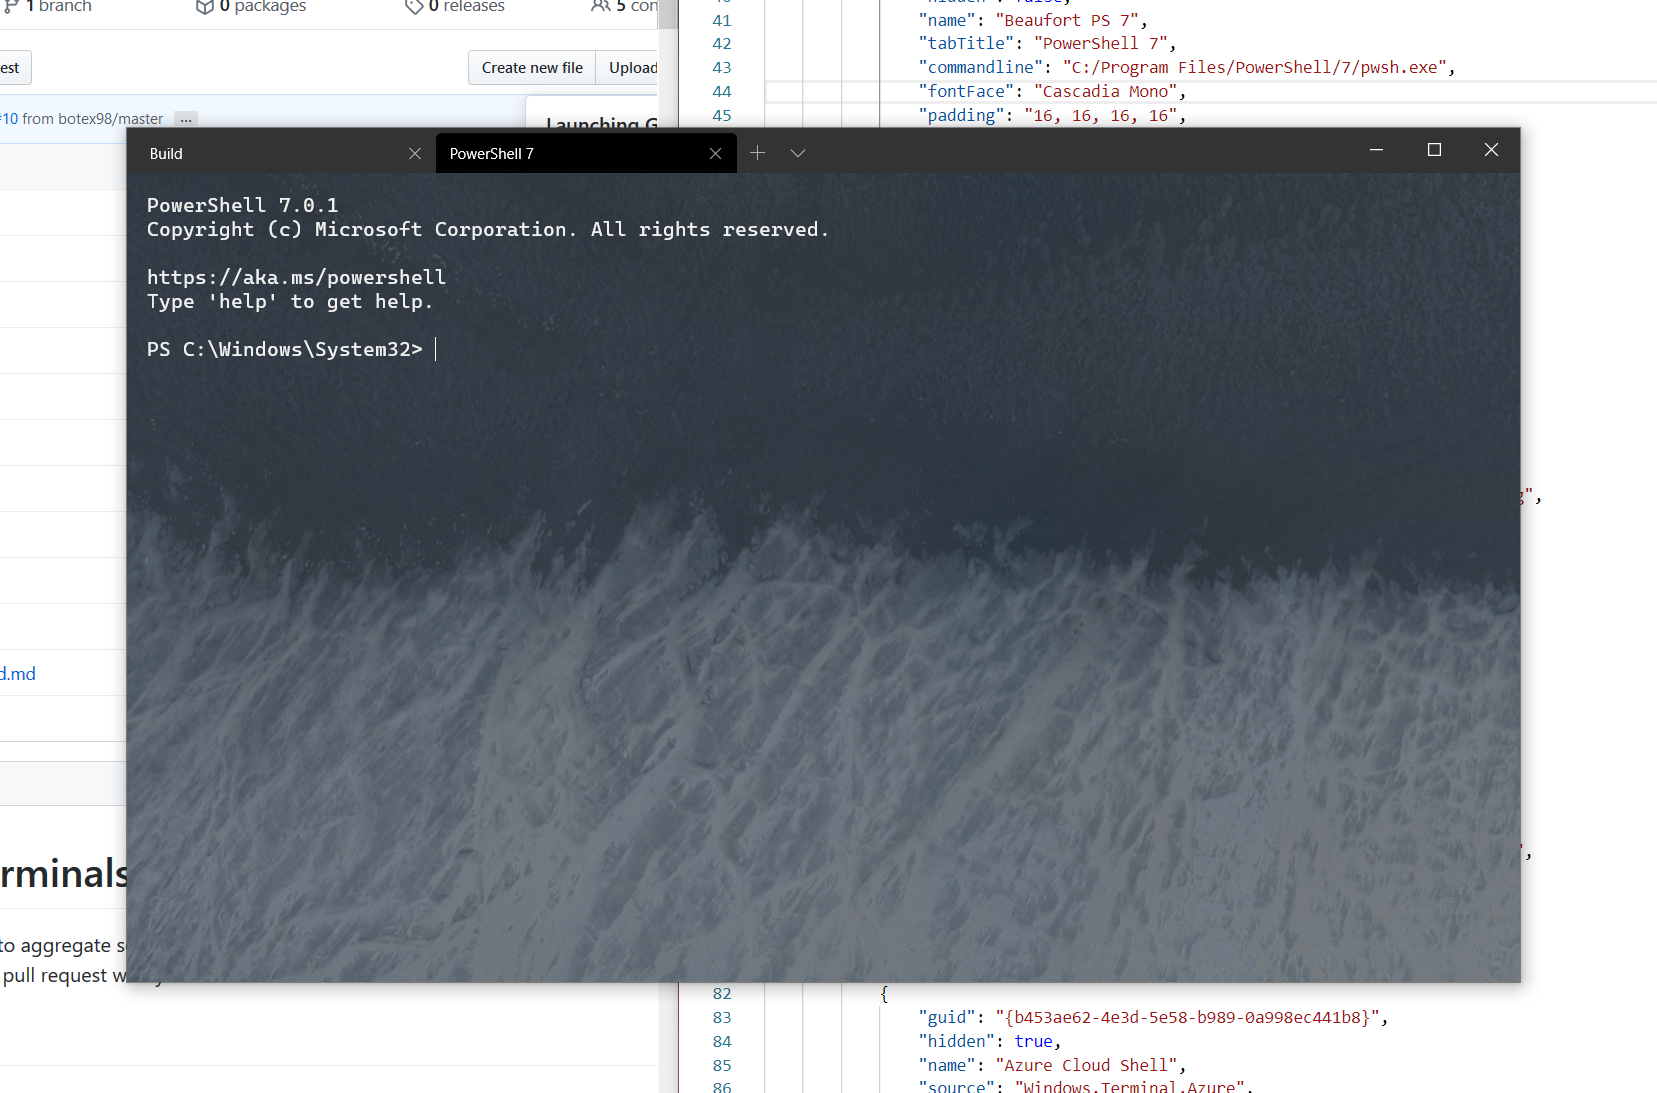 1 branch
0 packages
0 releases
5 con
est
Create new file
Upload
#10 from botex98/master ...
Launching G
d.md
rminals
to aggregate s
pull request w
41 "name": "Beaufort PS 7",
42 "tabTitle": "PowerShell 7",
43 "commandline": "C:/Program Files/PowerShell/7/pwsh.exe",
44 "fontFace": "Cascadia Mono",
45 "padding": "16, 16, 16, 16",
Build
PowerShell 7
PowerShell 7.0.1
Copyright (c) Microsoft Corporation. All rights reserved.
https://aka.ms/powershell
Type 'help' to get help.
PS C:\Windows\System32>
g",
",
82 {
83 "guid": "{b453ae62-4e3d-5e58-b989-0a998ec441b8}",
84 "hidden": true,
85 "name": "Azure Cloud Shell",
86 "source": "Windows.Terminal.Azure",